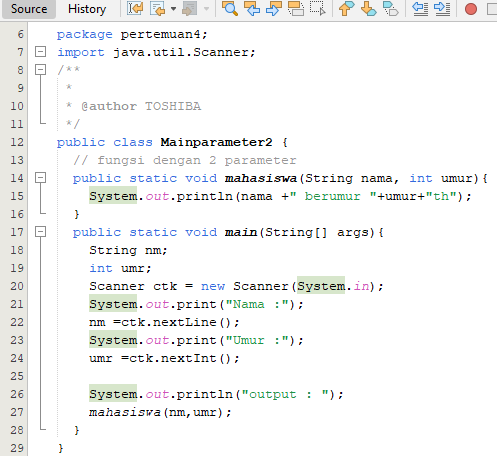 Source History
6 package pertemuan4;
7 import java.util.Scanner;
8 /**
9 *
10 * @author TOSHIBA
11 */
12 public class Mainparameter2 {
13 // fungsi dengan 2 parameter
14 public static void mahasiswa(String nama, int umur){
15 System.out.println(nama +" berumur "+umur+"th");
16 }
17 public static void main(String[] args){
18 String nm;
19 int umr;
20 Scanner ctk = new Scanner(System.in);
21 System.out.print("Nama :");
22 nm =ctk.nextLine();
23 System.out.print("Umur :");
24 umr =ctk.nextInt();
25
26 System.out.println("output : ");
27 mahasiswa(nm,umr);
28 }
29 }